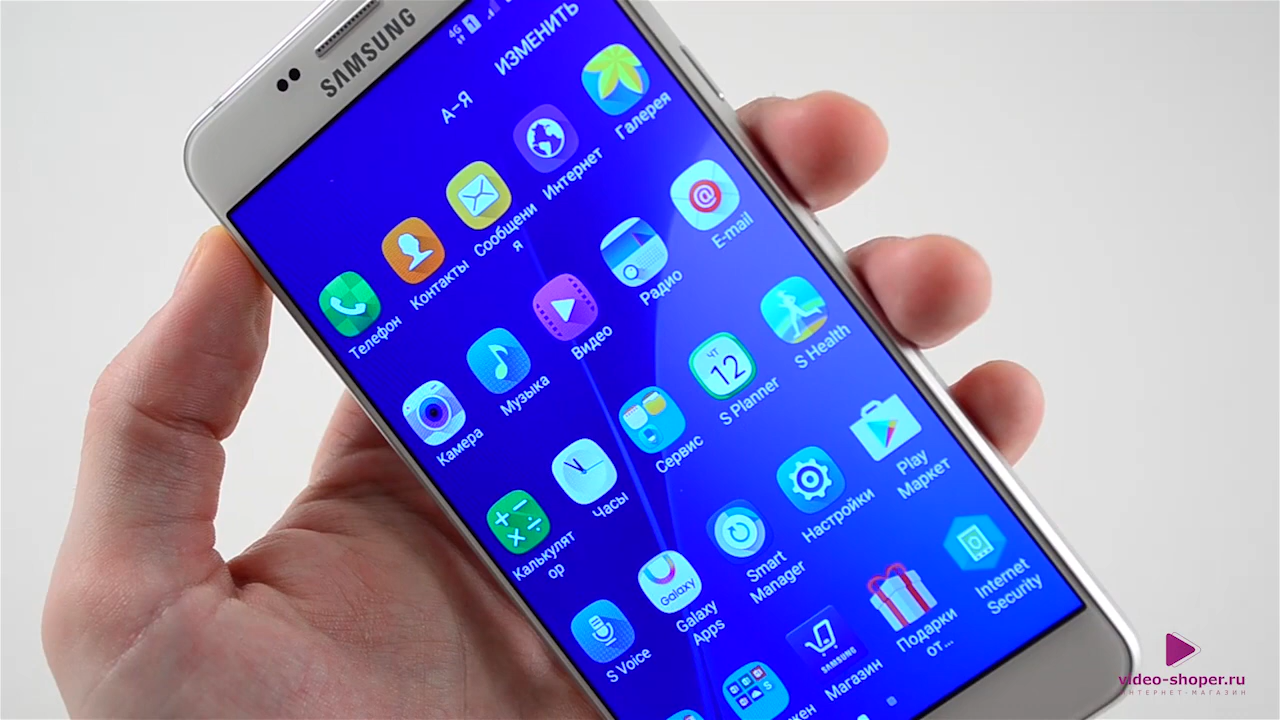 SAMSUNG
4G 1
А-Я
ИЗМЕНИТЬ
Телефон
Контакты
Сообщени
я
Интернет
Галерея
Камера
Музыка
Видео
Радио
E-mail
Калькулят
ор
Часы
Сервис
ЧТ
12
S Planner
S Health
S Voice
Galaxy
Galaxy
Apps
Smart
Manager
Настройки
Play
Маркет
SAMSUNG
Магазин
Подарки
от...
Internet
Security
video-shoper.ru
ИНТЕРНЕТ-МАГАЗИН